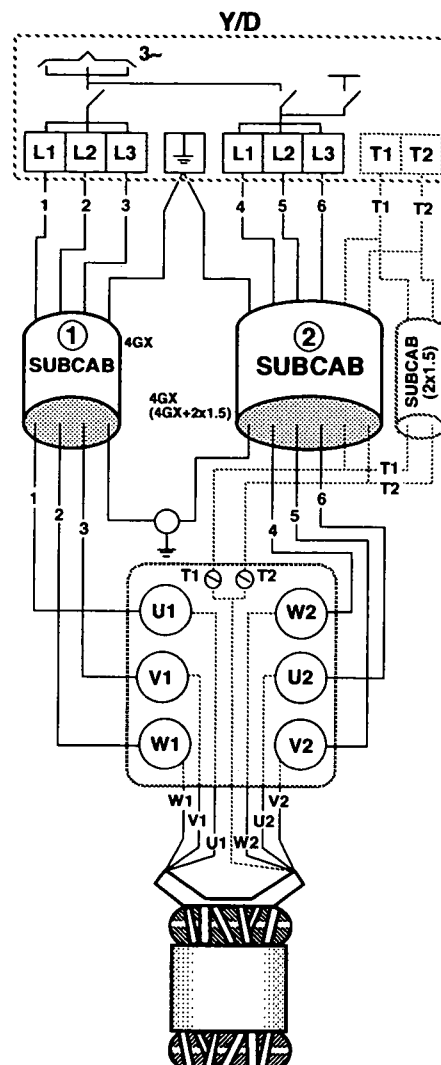 Y/D
3~
L1 L2 L3 L1 L2 L3 T1 T2
1 2 3 4 5 6 T1 T2
1 SUBCAB
4GX
2 SUBCAB
4GX
(4GX+2x1.5)
SUBCAB
(2x1.5)
T1
T2
1 2 3 4 5 6
T1 T2
U1 W2
V1 U2
W1 V2
W1 V1 U1 W2 U2 V2